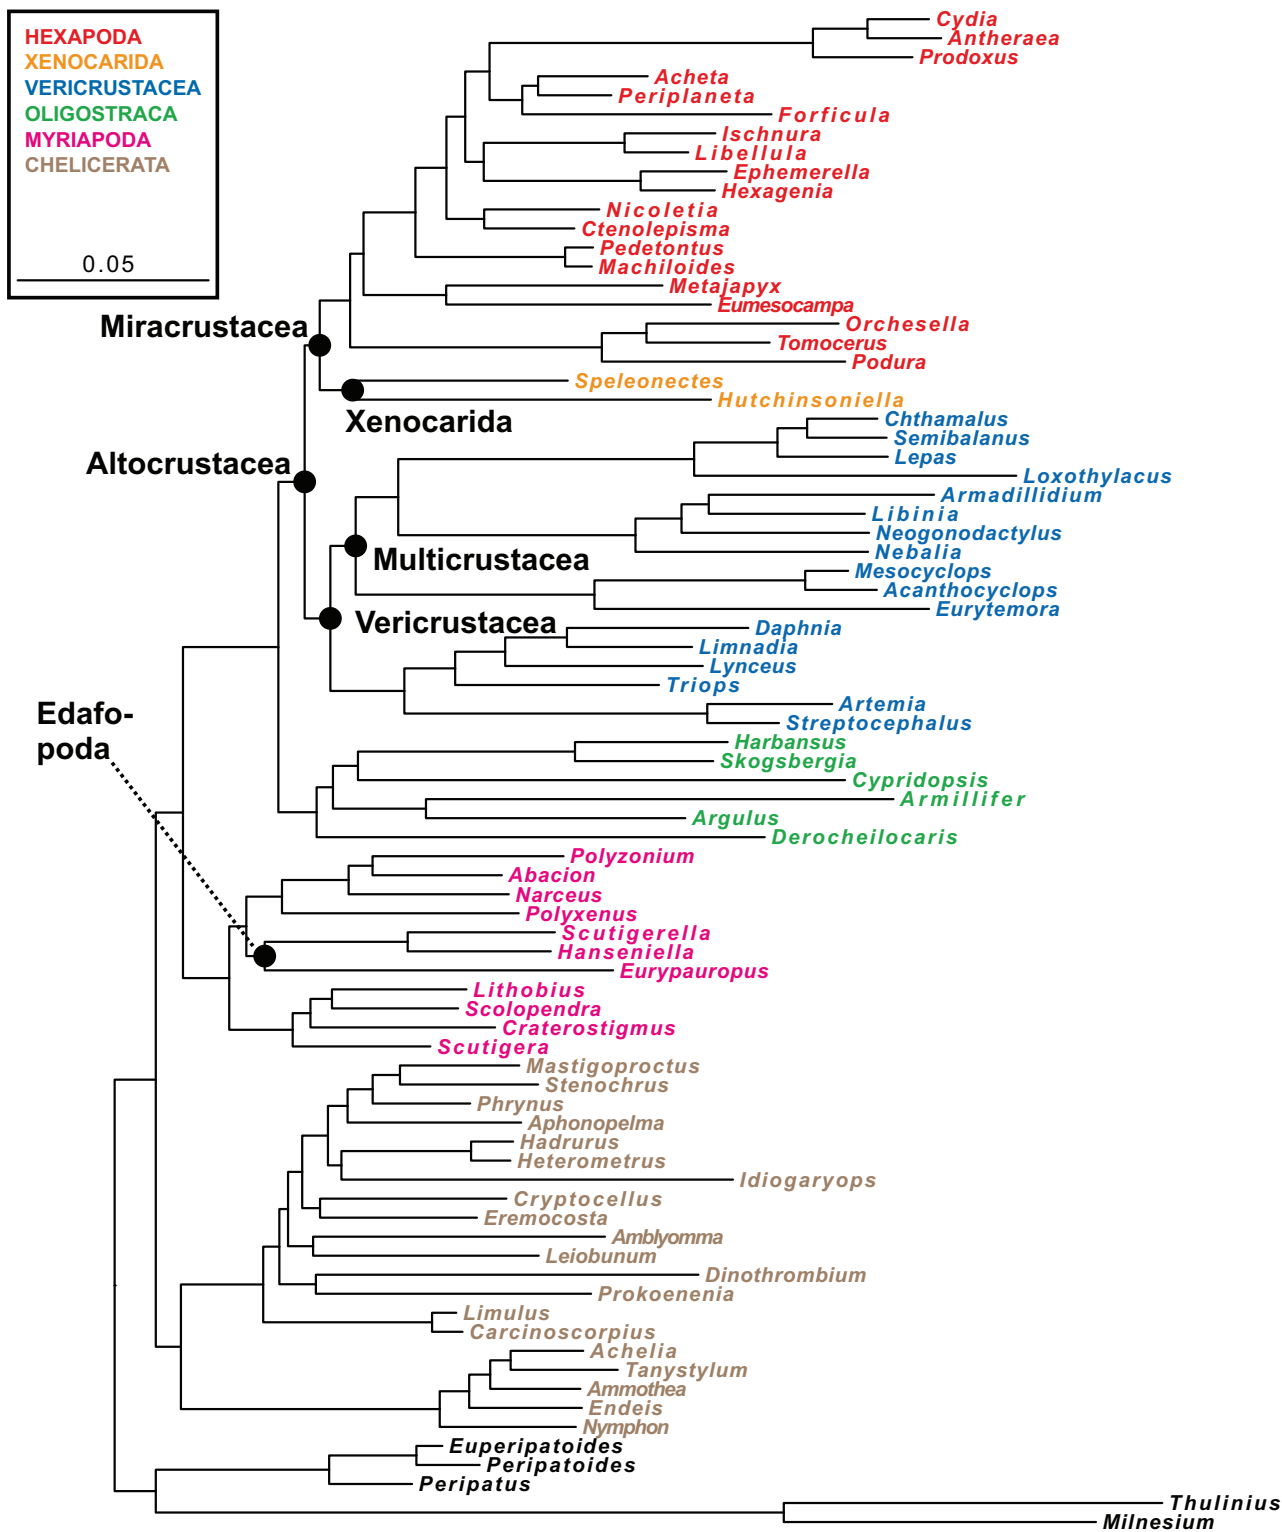 HEXAPODA
XENOCARIDA
VERICRUSTACEA
OLIGOSTRACA
MYRIAPODA
CHELICERATA
0.05
Cydia
Antheraea
Prodoxus
Acheta
Periplaneta
Forficula
Ischnura
Libellula
Ephemerella
Hexagenia
Nicoletia
Ctenolepisma
Pedetontus
Machiloides
Metajapyx
Eumesocampa
Miracrustacea
Orchesella
Tomocerus
Podura
Speleonectes
Hutchinsoniella
Xenocarida
Chthamalus
Semibalanus
Lepas
Altocrustacea
Loxothylacus
Armadillidium
Libinia
Neogonodactylus
Nebalia
Multicrustacea
Mesocyclops
Acanthocyclops
Eurytemora
Vericrustacea
Daphnia
Limnadia
Lynceus
Triops
Artemia
Streptocephalus
Edafo-
poda
Harbansus
Skogsbergia
Cypridopsis
Armillifer
Argulus
Derocheilocaris
Polyzonium
Abacion
Narceus
Polyxenus
Scutigerella
Hanseniella
Eurypauropus
Lithobius
Scolopendra
Craterostigmus
Scutigera
Mastigoproctus
Stenochrus
Phrynus
Aphonopelma
Hadrurus
Heterometrus
Idiogaryops
Cryptocellus
Eremocosta
Amblyomma
Leiobunum
Dinothrombium
Prokoenenia
Limulus
Carcinoscorpius
Achelia
Tanystylum
Ammothea
Endeis
Nymphon
Euperipatoides
Peripatoides
Peripatus
Thulinius
Milnesium